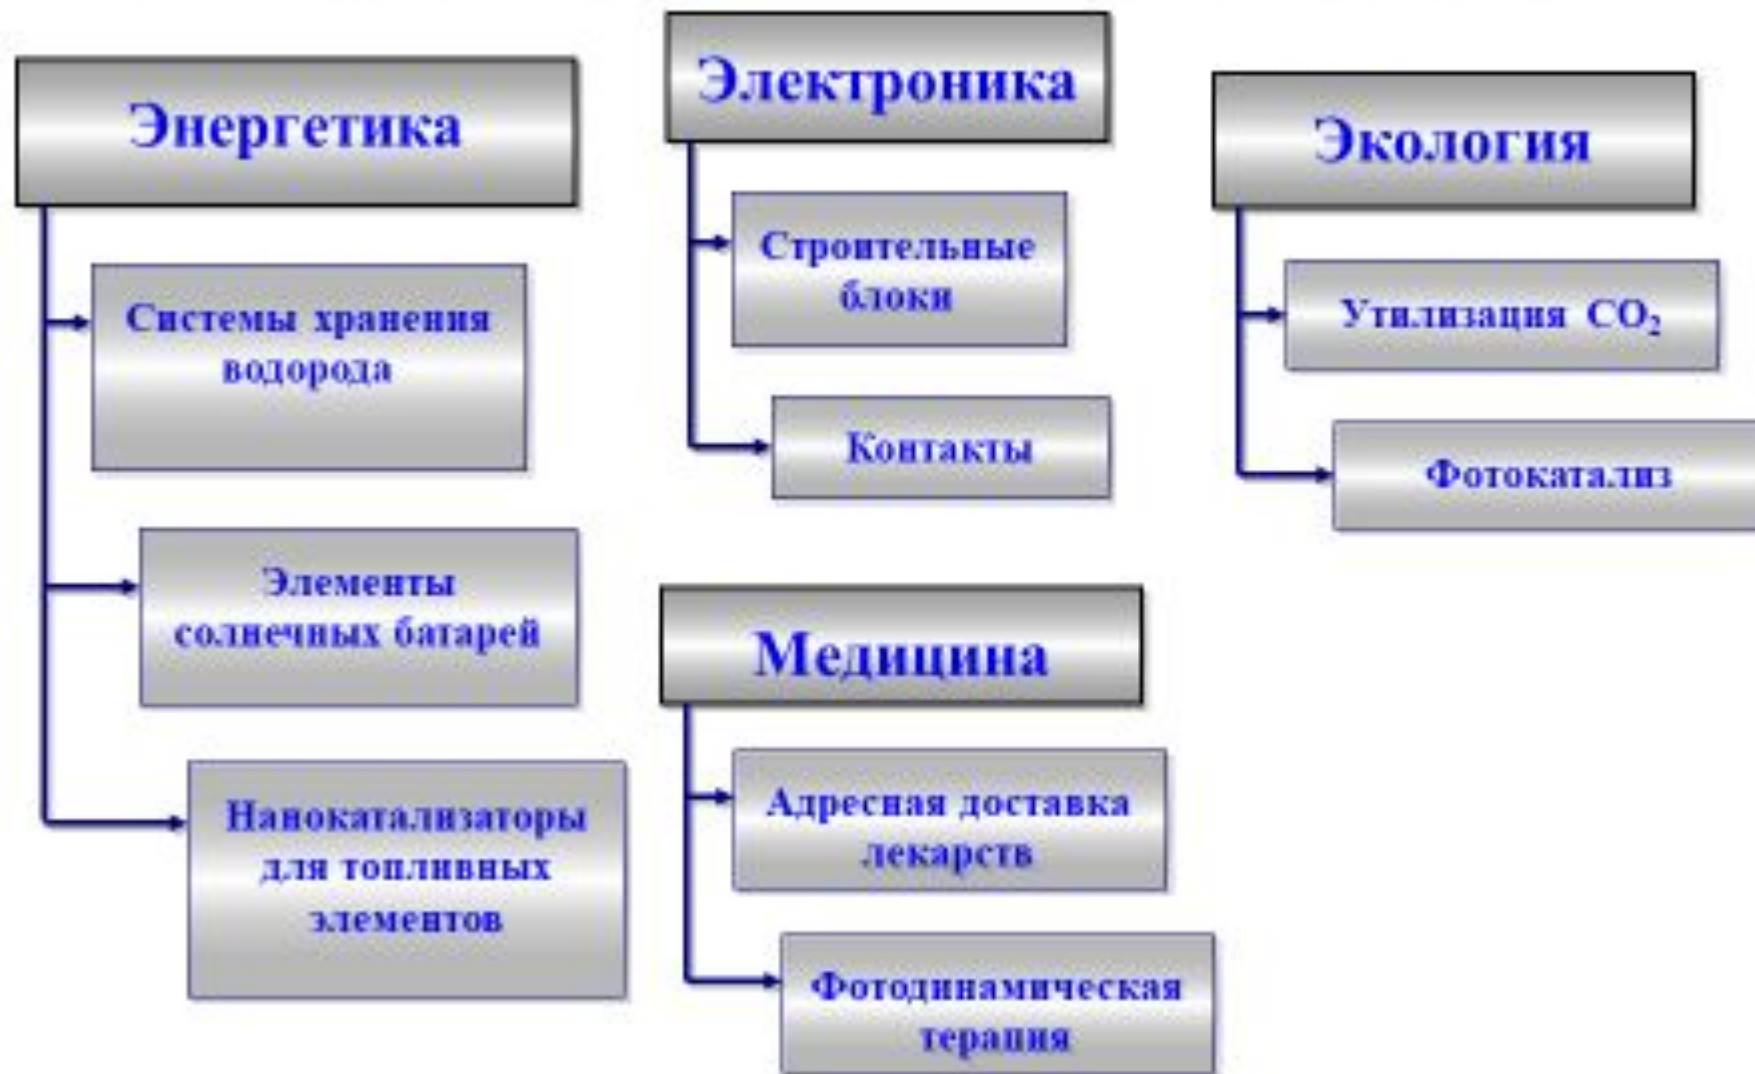 Энергетика
Системы хранения
водорода
Элементы
солнечных батарей
Нанокатализаторы
для топливных
элементов
Электроника
Строительные
блоки
Контакты
Медицина
Адресная доставка
лекарств
Фотодинамическая
терапия
Экология
Утилизация CO₂
Фотокатализ